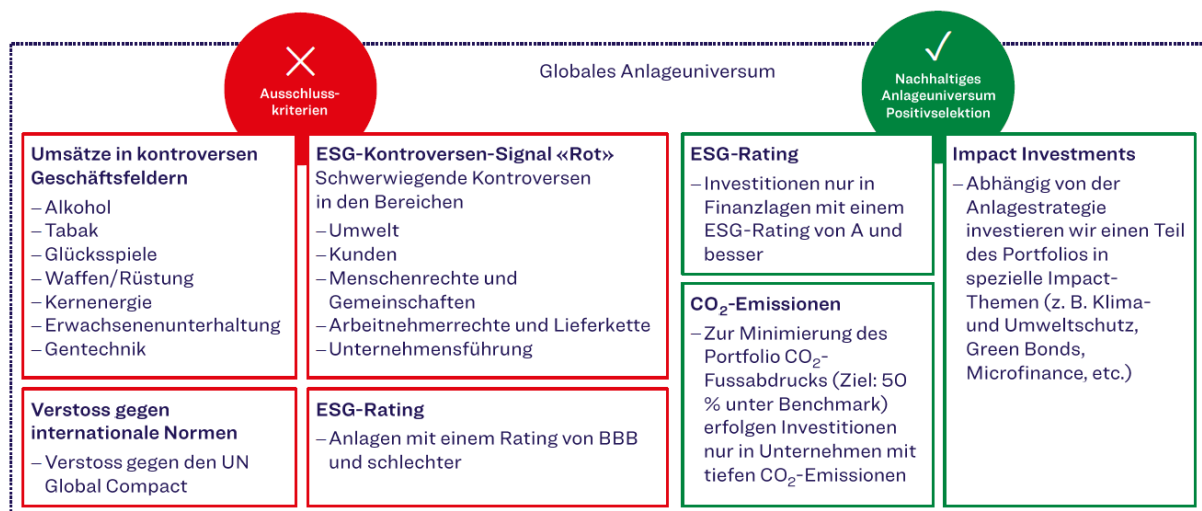 Globales Anlageuniversum
Ausschluss-
kriterien
Umsätze in kontroversen
Geschäftsfeldern
– Alkohol
– Tabak
– Glücksspiele
– Waffen/Rüstung
– Kernenergie
– Erwachsenenunterhaltung
– Gentechnik
ESG-Kontroversen-Signal «Rot»
Schwerwiegende Kontroversen
in den Bereichen
– Umwelt
– Kunden
– Menschenrechte und
Gemeinschaften
– Arbeitnehmerrechte und Lieferkette
– Unternehmensführung
Verstoss gegen
internationale Normen
– Verstoss gegen den UN
Global Compact
ESG-Rating
– Anlagen mit einem Rating von BBB
und schlechter
Nachhaltiges
Anlageuniversum
Positivselektion
ESG-Rating
– Investitionen nur in
Finanzlagen mit einem
ESG-Rating von A und
besser
CO₂-Emissionen
– Zur Minimierung des
Portfolio CO₂-
Fussabdrucks (Ziel: 50
% unter Benchmark)
erfolgen Investitionen
nur in Unternehmen mit
tiefen CO₂-Emissionen
Impact Investments
– Abhängig von der
Anlagestrategie
investieren wir einen Teil
des Portfolios in
spezielle Impact-
Themen (z. B. Klima-
und Umweltschutz,
Green Bonds,
Microfinance, etc.)